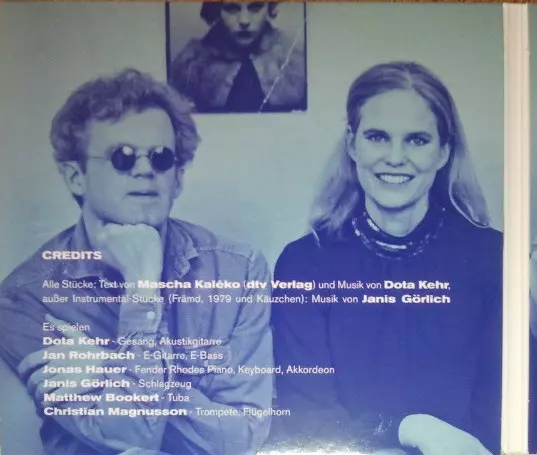 CREDITS
Alle Stücke: Text von Mascha Kaléko (dtv Verlag) und Musik von Dota Kehr,
außer Instrumental-Stücke (Främd, 1979 und Käuzchen): Musik von Janis Görlich
Es spielen
Dota Kehr - Gesang, Akustikgitarre
Jan Rohrbach - E-Gitarre, E-Bass
Jonas Hauer - Fender Rhodes Piano, Keyboard, Akkordeon
Janis Görlich - Schlagzeug
Matthew Bookert - Tuba
Christian Magnusson - Trompete, Flügelhorn